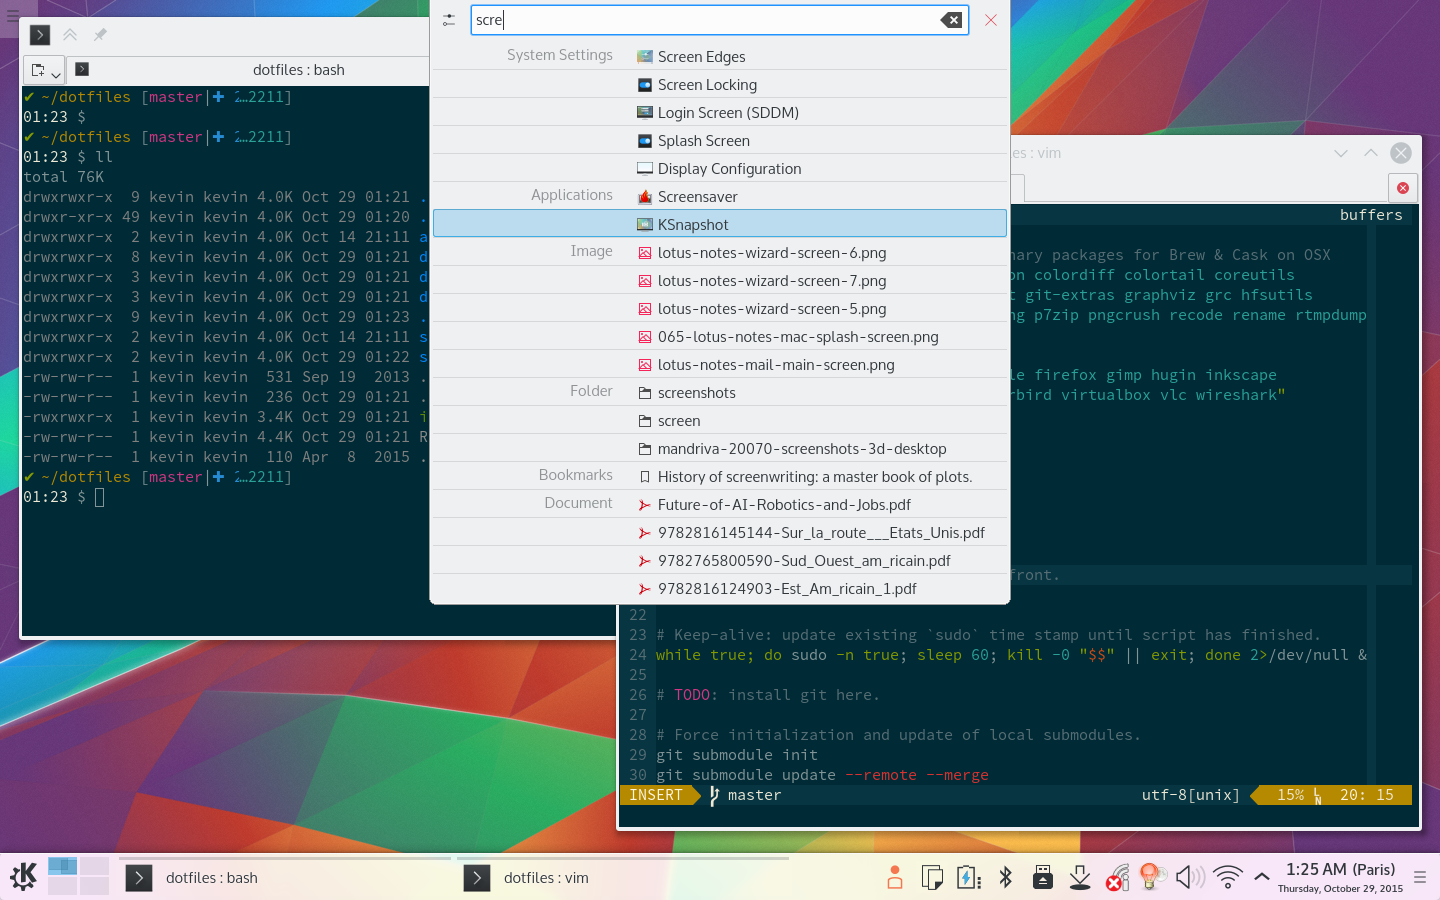 scre
System Settings
Screen Edges
Screen Locking
Login Screen (SDDM)
Splash Screen
Display Configuration
Applications
Screensaver
KSnapshot
Image
lotus-notes-wizard-screen-6.png
lotus-notes-wizard-screen-7.png
lotus-notes-wizard-screen-5.png
065-lotus-notes-mac-splash-screen.png
lotus-notes-mail-main-screen.png
Folder
screenshots
screen
mandriva-20070-screenshots-3d-desktop
Bookmarks
History of screenwriting: a master book of plots.
Document
Future-of-AI-Robotics-and-Jobs.pdf
9782816145144-Sur_la_route___Etats_Unis.pdf
9782765800590-Sud_Ouest_am_ricain.pdf
9782816124903-Est_Am_ricain_1.pdf
dotfiles : bash
✔ ~/dotfiles [master|✚ 2…2211]
01:23 $
✔ ~/dotfiles [master|✚ 2…2211]
01:23 $ ll
total 76K
drwxrwxr-x  9 kevin kevin 4.0K Oct 29 01:21 .
drwxr-xr-x 49 kevin kevin 4.0K Oct 29 01:20 .
drwxrwxr-x  2 kevin kevin 4.0K Oct 14 21:11 a
drwxrwxr-x  8 kevin kevin 4.0K Oct 29 01:21 d
drwxrwxr-x  3 kevin kevin 4.0K Oct 29 01:21 d
drwxrwxr-x  3 kevin kevin 4.0K Oct 29 01:21 d
drwxrwxr-x  9 kevin kevin 4.0K Oct 29 01:23 .
drwxrwxr-x  2 kevin kevin 4.0K Oct 14 21:11 s
drwxrwxr-x  2 kevin kevin 4.0K Oct 29 01:22 s
-rw-rw-r--  1 kevin kevin  531 Sep 19  2013 .
-rw-rw-r--  1 kevin kevin  236 Oct 29 01:21 .
-rwxrwxr-x  1 kevin kevin 3.4K Oct 29 01:21 i
-rw-rw-r--  1 kevin kevin 4.4K Oct 29 01:21 R
-rw-rw-r--  1 kevin kevin  110 Apr  8  2015 .
✔ ~/dotfiles [master|✚ 2…2211]
01:23 $
es : vim
buffers
nary packages for Brew & Cask on OSX
on colordiff colortail coreutils
t git-extras graphviz grc hfsutils
ng p7zip pngcrush recode rename rtmpdump
le firefox gimp hugin inkscape
rbird virtualbox vlc wireshark"
front.
22
23 # Keep-alive: update existing `sudo` time stamp until script has finished.
24 while true; do sudo -n true; sleep 60; kill -0 "$$" || exit; done 2>/dev/null &
25
26 # TODO: install git here.
27
28 # Force initialization and update of local submodules.
29 git submodule init
30 git submodule update --remote --merge
INSERT master utf-8[unix] 15% LN 20: 15
dotfiles : bash
dotfiles : vim
1:25 AM (Paris)
Thursday, October 29, 2015